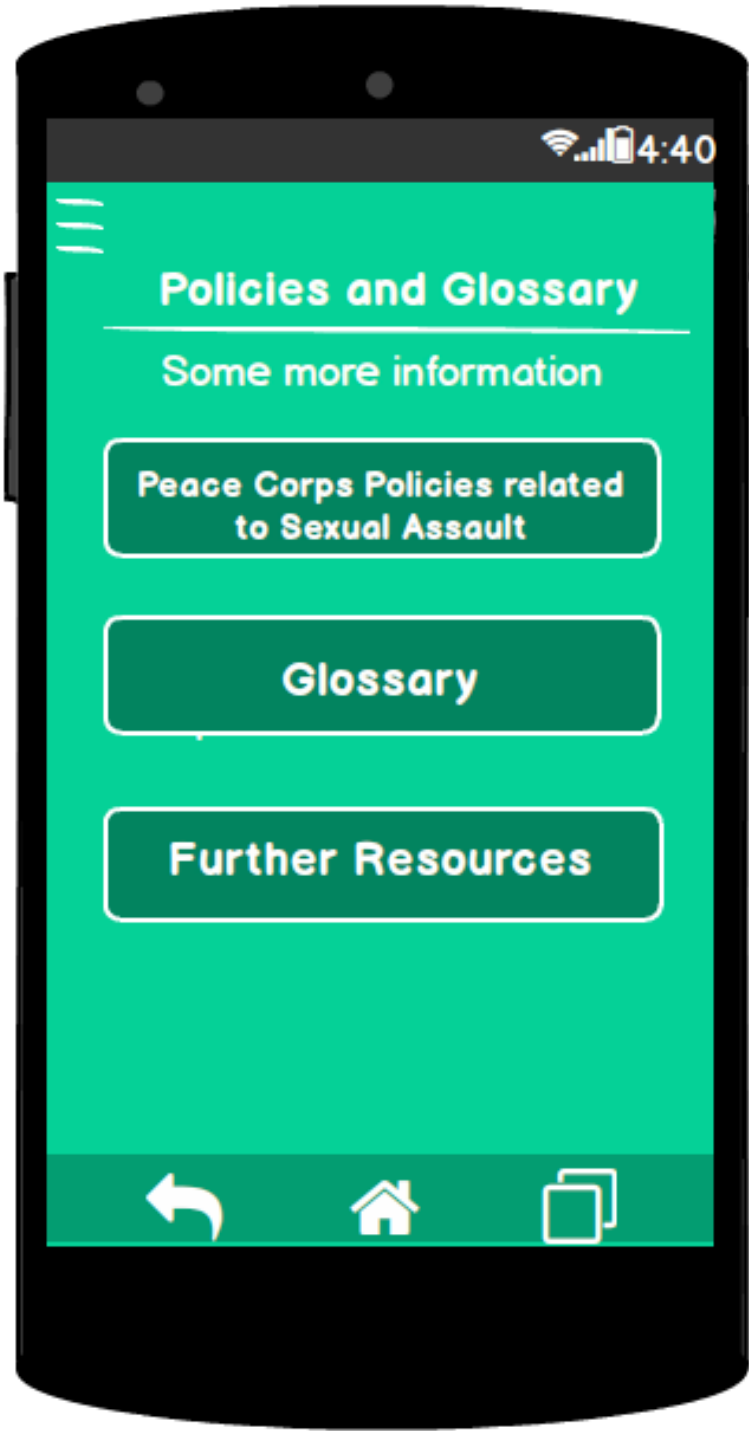 4:40
Policies and Glossary
Some more information
Peace Corps Policies related
to Sexual Assault
Glossary
Further Resources